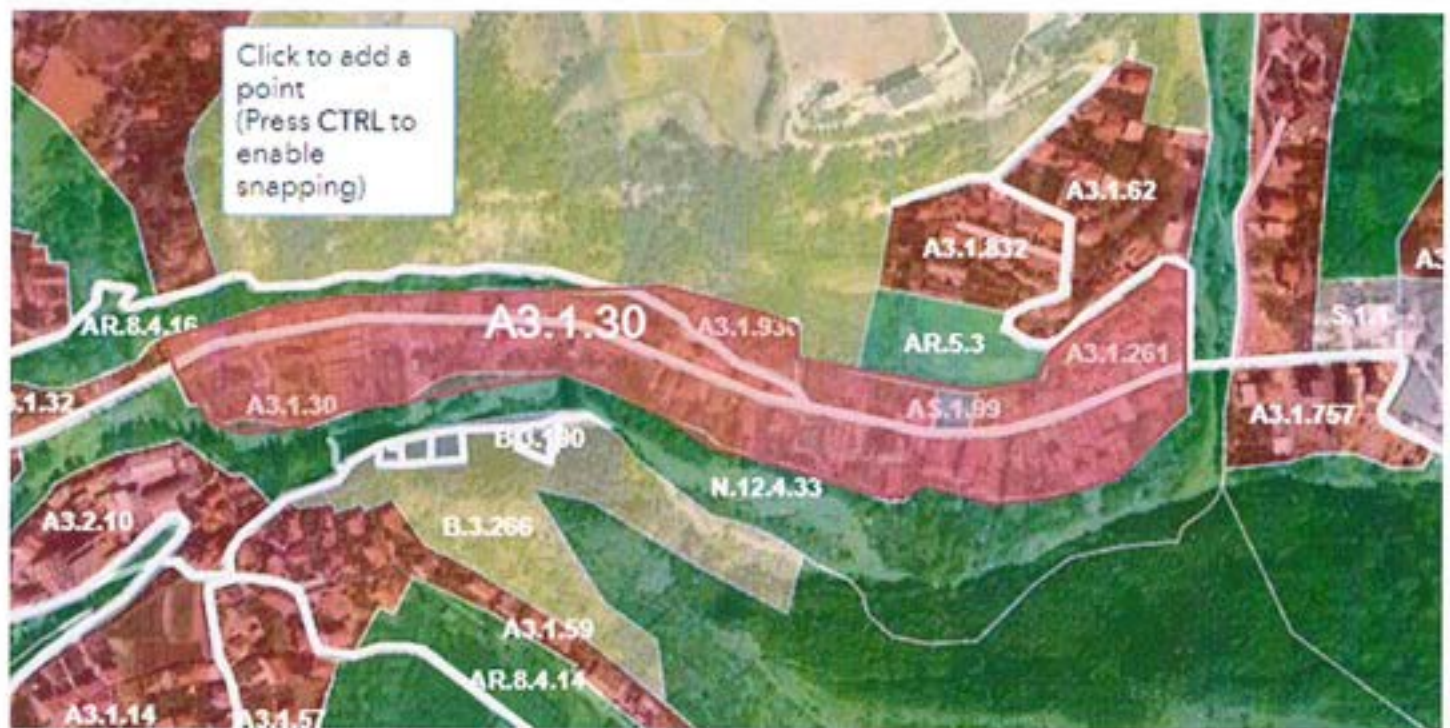 Click to add a
point
(Press CTRL to
enable
snapping)
A3.1.62
A3.1.832
AR.8.4.16
A3.1.30
A3.1.930
AR.5.3
A3.1.261
S.1.1
A3.1.30
AS.1.99
A3.1.757
N.12.4.33
A3.2.10
B.3.266
A3.1.59
AR.8.4.14
A3.1.14
A3.1.57